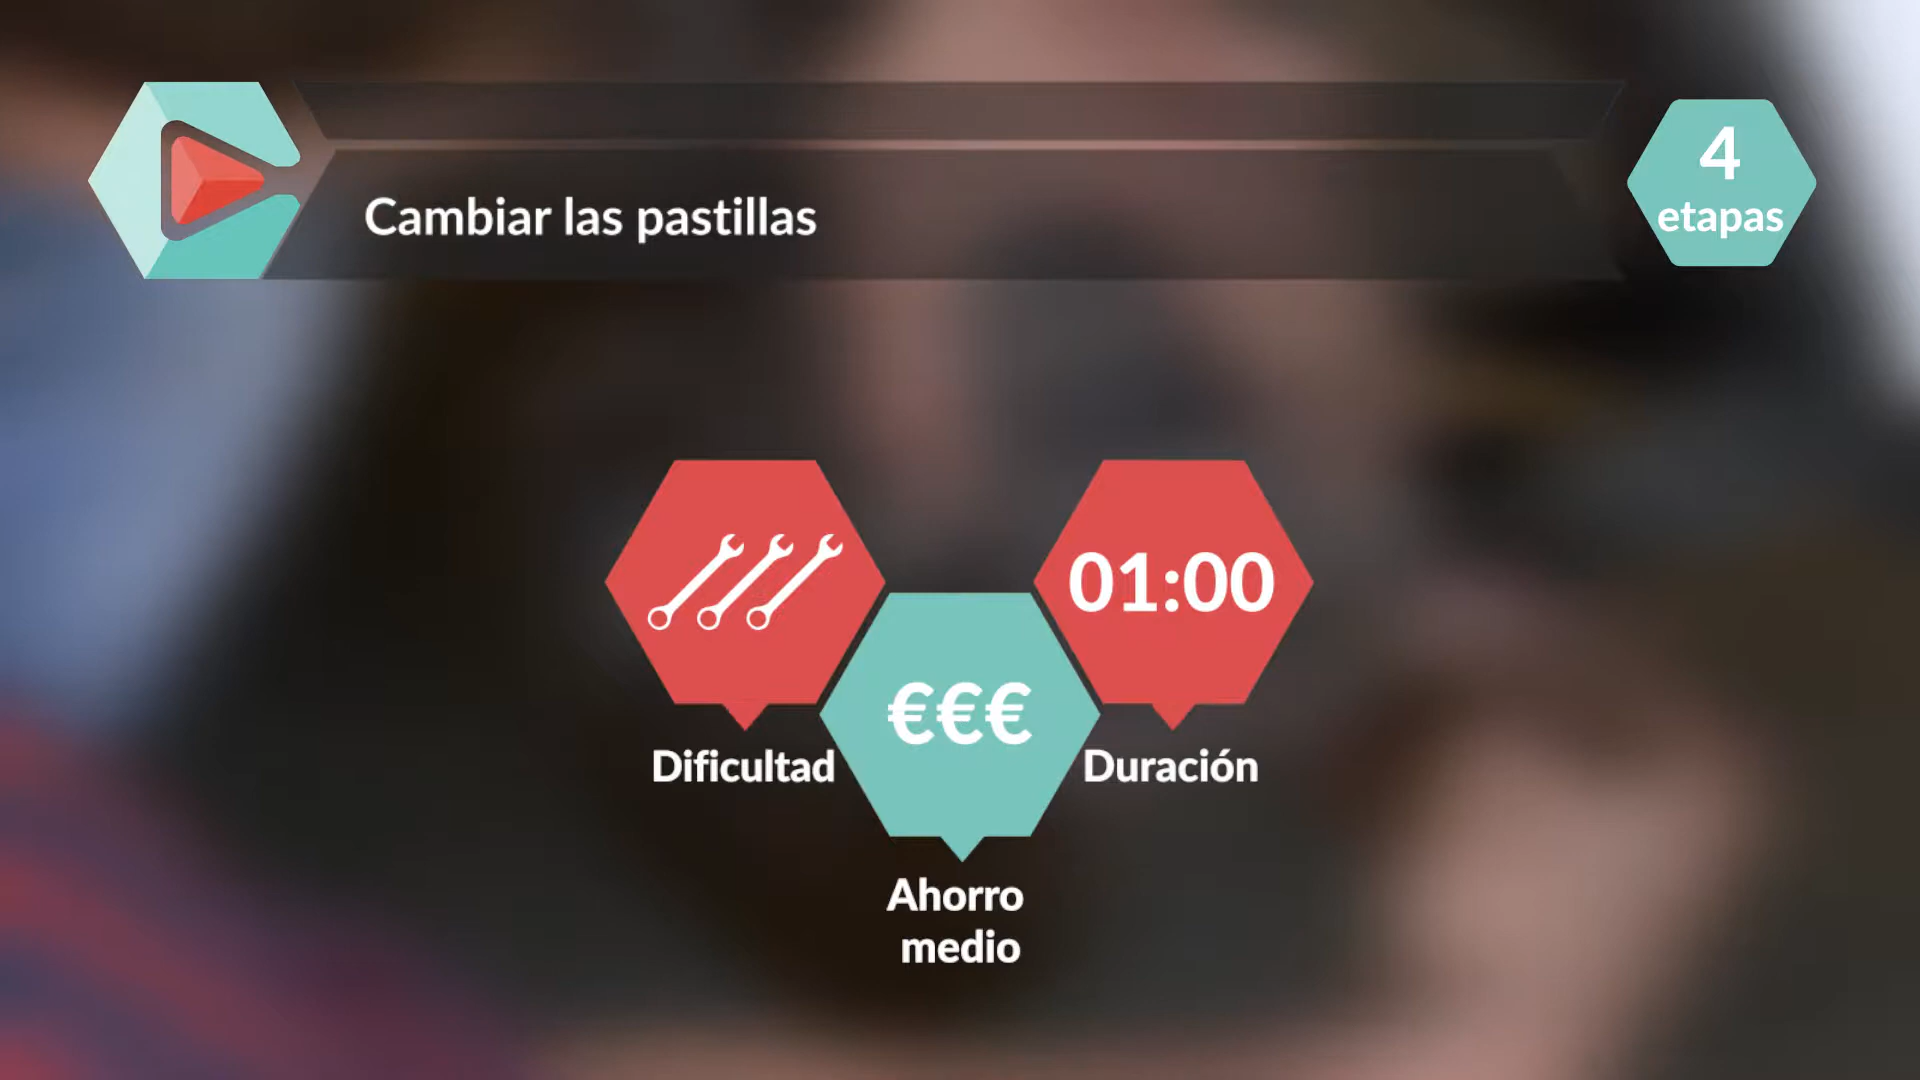 Cambiar las pastillas
4
etapas
01:00
€€€
Dificultad
Duración
Ahorro
medio